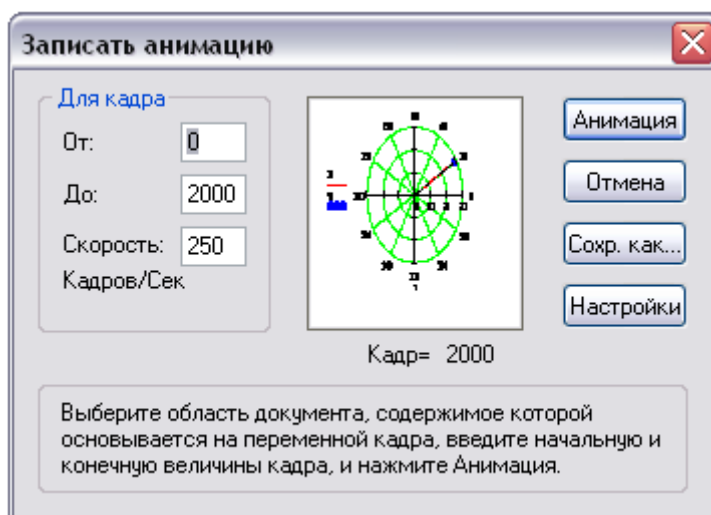 Записать анимацию
Для кадра
От: 0
До: 2000
Скорость: 250
Кадров/Сек
Анимация
Отмена
Сохр. как...
Настройки
Кадр= 2000
Выберите область документа, содержимое которой
основывается на переменной кадра, введите начальную и
конечную величины кадра, и нажмите Анимация.